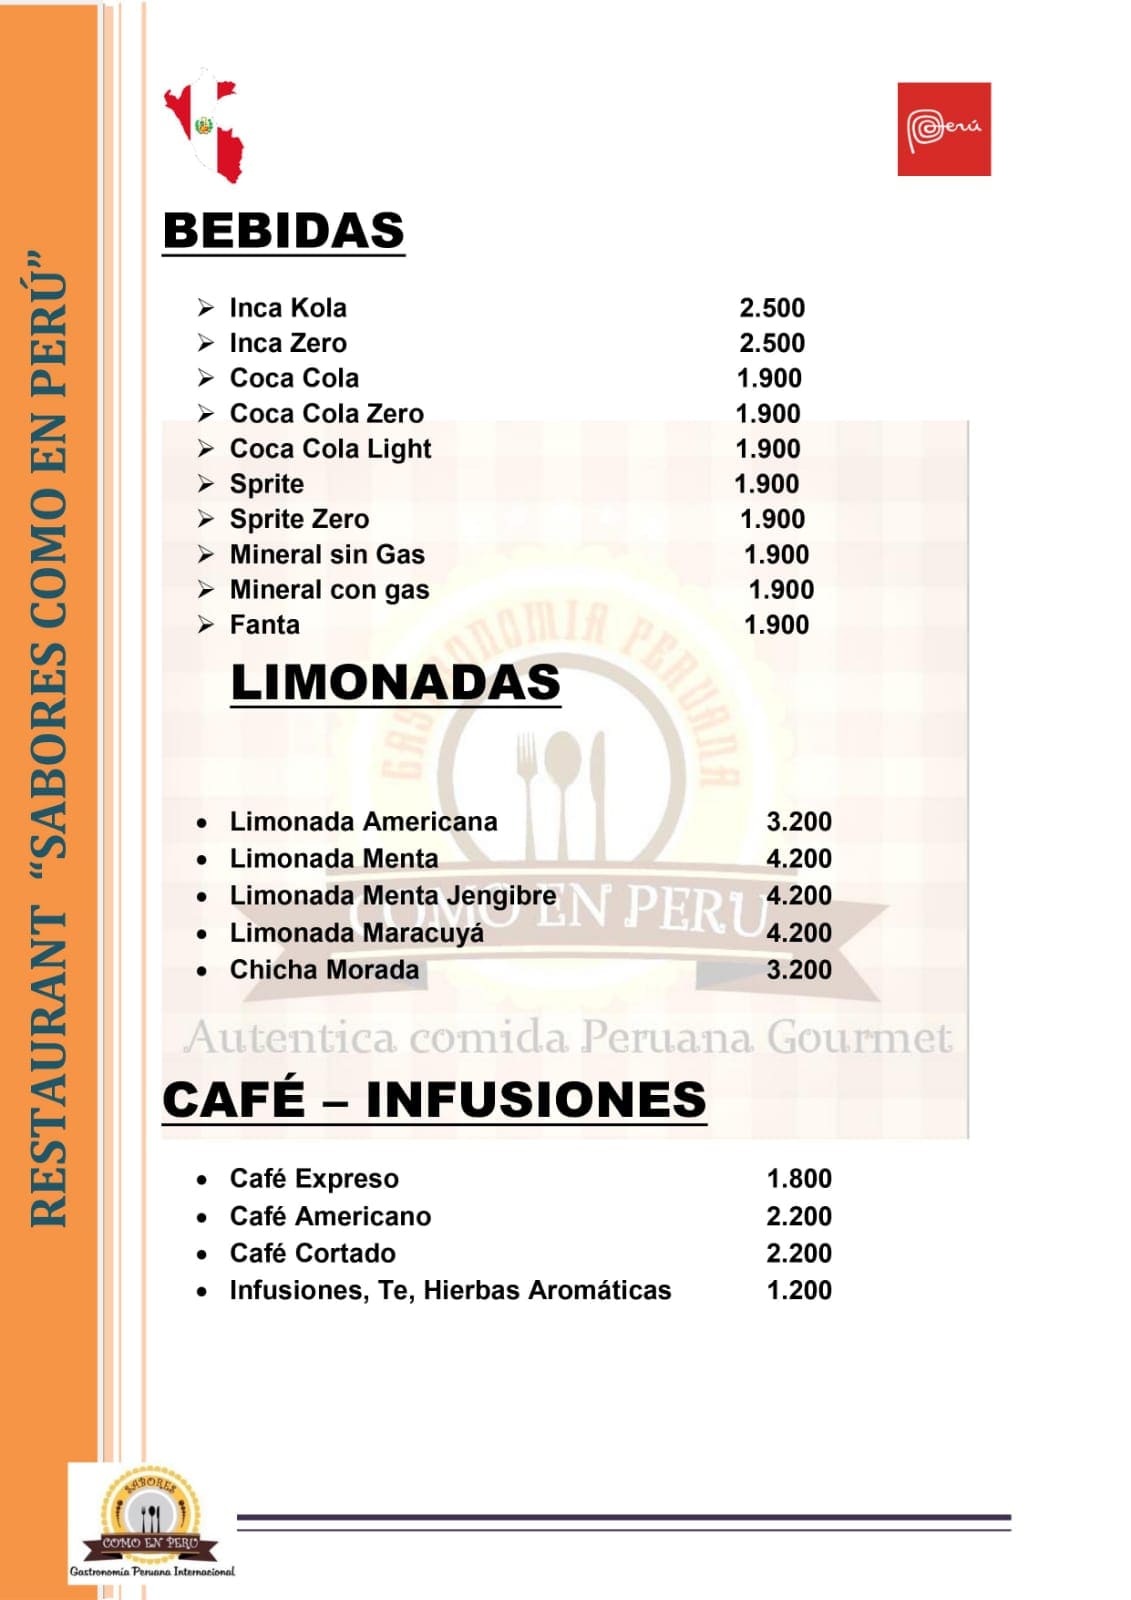 RESTAURANT “SABORES COMO EN PERÚ”
Perú
BEBIDAS
Inca Kola 2.500
Inca Zero 2.500
Coca Cola 1.900
Coca Cola Zero 1.900
Coca Cola Light 1.900
Sprite 1.900
Sprite Zero 1.900
Mineral sin Gas 1.900
Mineral con gas 1.900
Fanta 1.900
GASTRONOMIA PERUANA
LIMONADAS
Limonada Americana 3.200
Limonada Menta 4.200
Limonada Menta Jengibre 4.200
COMO EN PERU
Limonada Maracuyá 4.200
Chicha Morada 3.200
Autentica comida Peruana Gourmet
CAFÉ – INFUSIONES
Café Expreso 1.800
Café Americano 2.200
Café Cortado 2.200
Infusiones, Te, Hierbas Aromáticas 1.200
SABORES
COMO EN PERU
Gastronomía Peruana Internacional